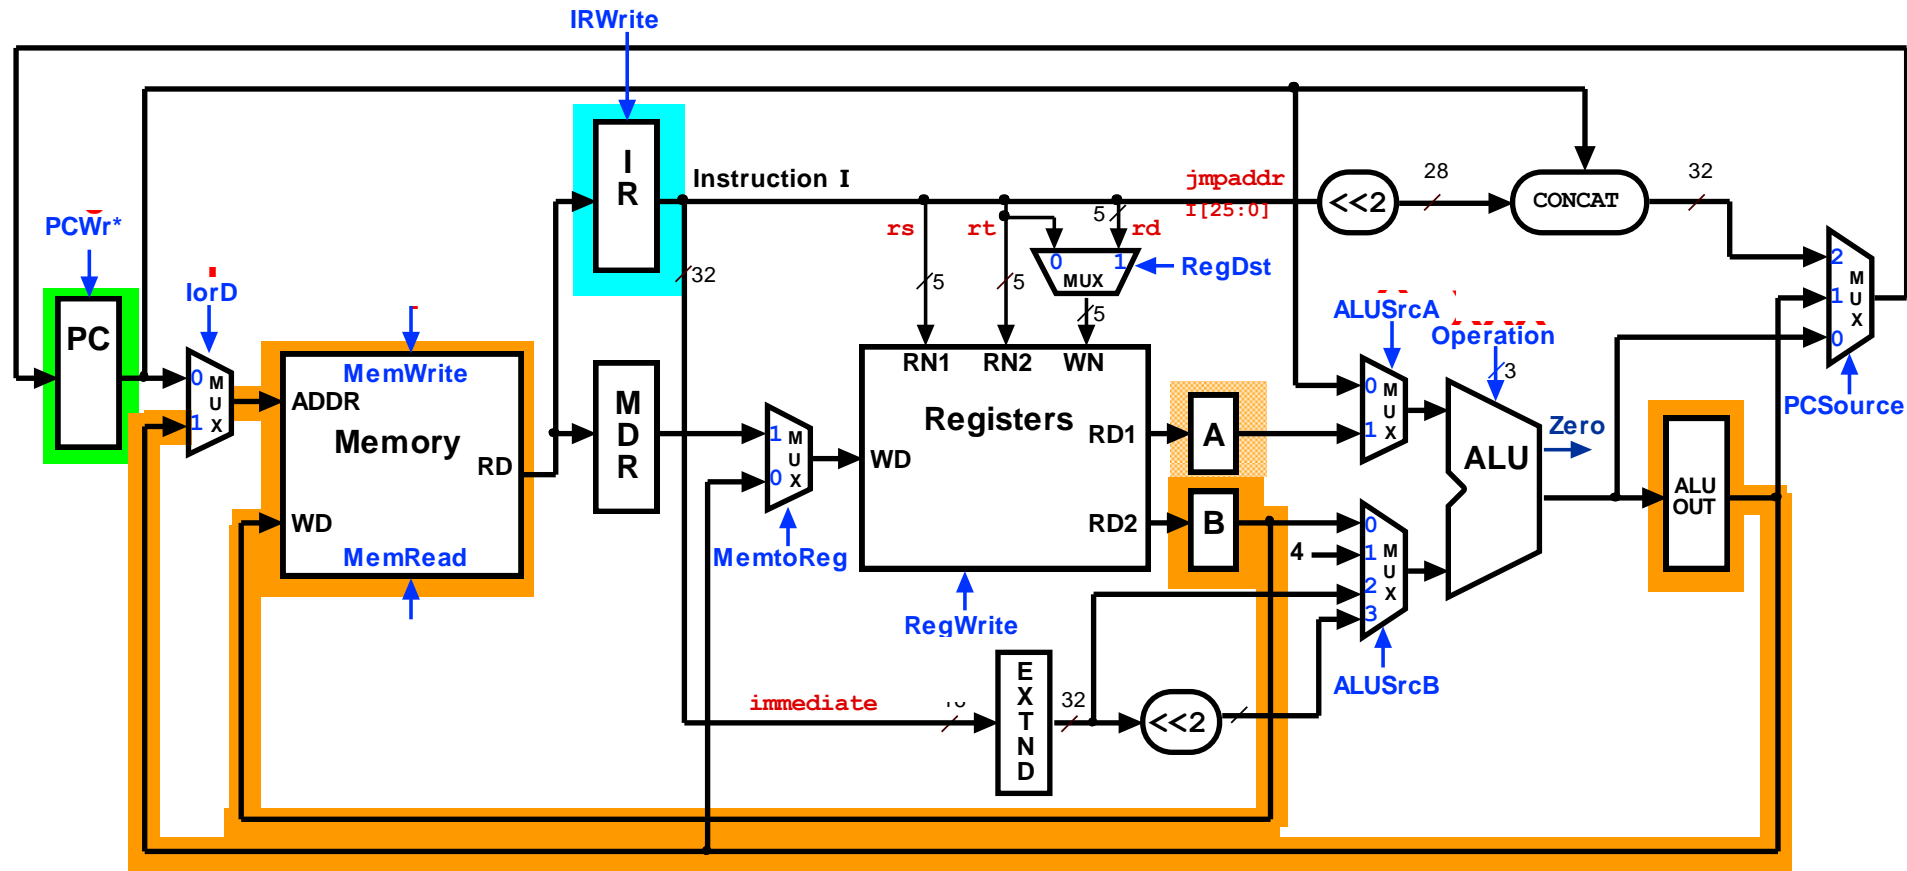 IRWrite
I
R
Instruction I
jmpaddr
I[25:0]
28
32
<<2
CONCAT
PCWr*
IorD
PC
rs
rt
5
rd
0
1
MUX
RegDst
32
5
5
5
2
1
0
M
U
X
PCSource
0
1
M
U
X
MemWrite
ADDR
Memory
RD
WD
MemRead
M
D
R
1
0
M
U
X
MemtoReg
RN1
RN2
WN
Registers
RD1
WD
RD2
RegWrite
A
B
4
ALUSrcA
Operation
3
0
1
M
U
X
0
1
2
3
M
U
X
ALUSrcB
ALU
Zero
ALU
OUT
immediate
E
X
T
N
D
32
<<2